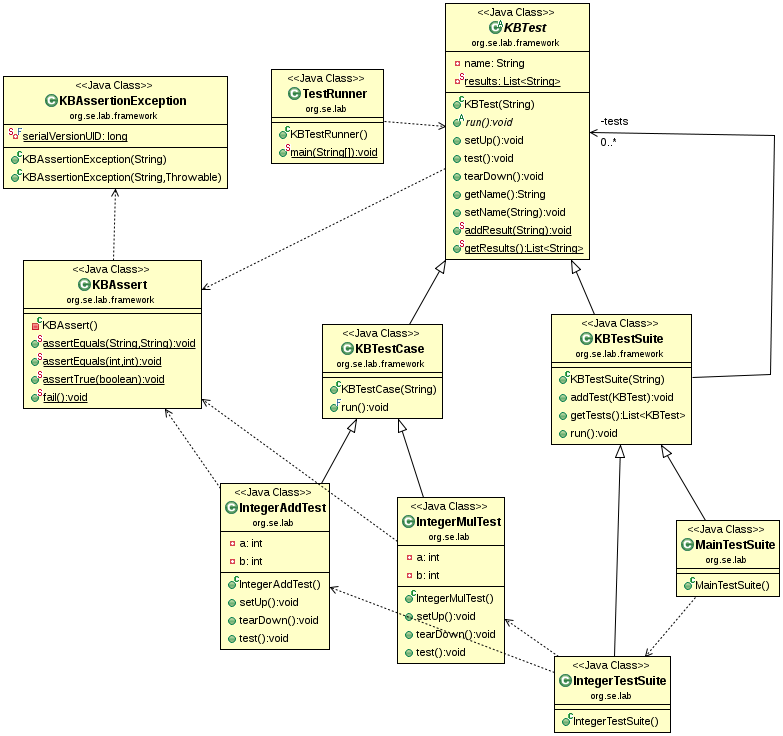 <<Java Class>>
KBTest
org.se.lab.framework
name: String
results: List<String>
KBTest(String)
run():void
setUp():void
test():void
tearDown():void
getName():String
setName(String):void
addResult(String):void
getResults():List<String>
<<Java Class>>
TestRunner
org.se.lab
KBTestRunner()
main(String[]):void
<<Java Class>>
KBAssertionException
org.se.lab.framework
serialVersionUID: long
KBAssertionException(String)
KBAssertionException(String,Throwable)
-tests
0..*
<<Java Class>>
KBAssert
org.se.lab.framework
KBAssert()
assertEquals(String,String):void
assertEquals(int,int):void
assertTrue(boolean):void
fail():void
<<Java Class>>
KBTestCase
org.se.lab.framework
KBTestCase(String)
run():void
<<Java Class>>
KBTestSuite
org.se.lab.framework
KBTestSuite(String)
addTest(KBTest):void
getTests():List<KBTest>
run():void
<<Java Class>>
IntegerAddTest
org.se.lab
a: int
b: int
IntegerAddTest()
setUp():void
tearDown():void
test():void
<<Java Class>>
IntegerMulTest
org.se.lab
a: int
b: int
IntegerMulTest()
setUp():void
tearDown():void
test():void
<<Java Class>>
MainTestSuite
org.se.lab
MainTestSuite()
<<Java Class>>
IntegerTestSuite
org.se.lab
IntegerTestSuite()